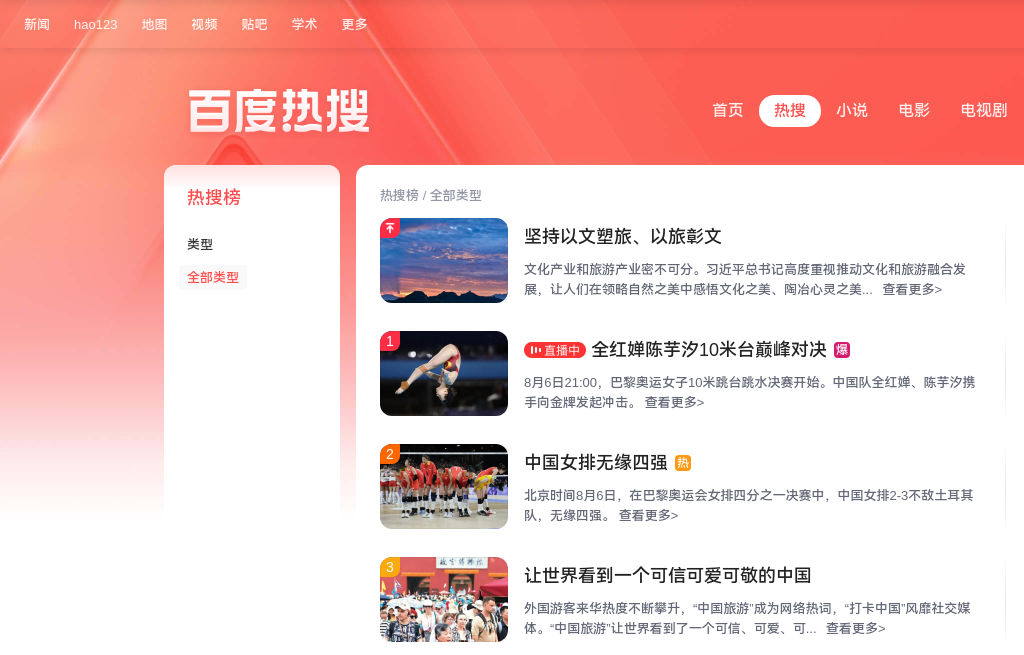 新闻 hao123 地图 视频 贴吧 学术 更多
百度热搜
首页 热搜 小说 电影 电视剧
热搜榜
类型
全部类型
热搜榜 / 全部类型
坚持以文塑旅、以旅彰文
文化产业和旅游产业密不可分。习近平总书记高度重视推动文化和旅游融合发
展，让人们在领略自然之美中感悟文化之美、陶冶心灵之美... 查看更多>
1
直播中 全红婵陈芋汐10米台巅峰对决 爆
8月6日21:00，巴黎奥运女子10米跳台跳水决赛开始。中国队全红婵、陈芋汐携
手向金牌发起冲击。 查看更多>
2
中国女排无缘四强 热
北京时间8月6日，在巴黎奥运会女排四分之一决赛中，中国女排2-3不敌土耳其
队，无缘四强。 查看更多>
3
让世界看到一个可信可爱可敬的中国
外国游客来华热度不断攀升，“中国旅游”成为网络热词，“打卡中国”风靡社交媒
体。“中国旅游”让世界看到了一个可信、可爱、可... 查看更多>